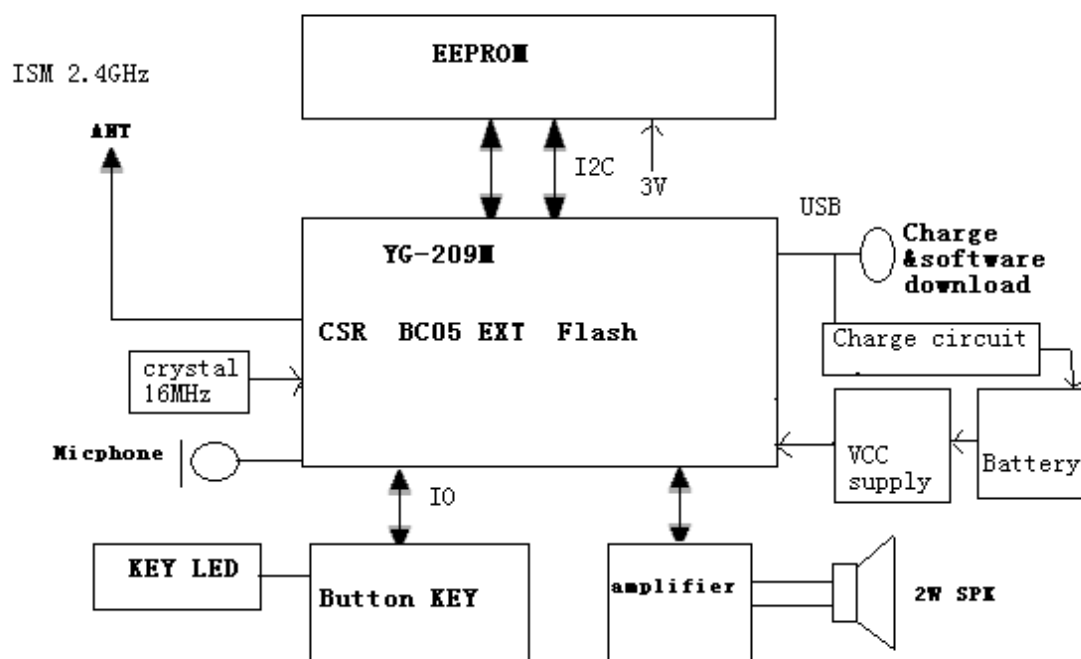 EEPROM
ISM 2.4GHz
ANT
I2C
3V
USB
YG-209M
Charge
&software
download
CSR BC05 EXT Flash
Charge circuit
crystal
16MHz
Micphone
VCC
supply
Battery
IO
KEY LED
Button KEY
amplifier
2W SPK